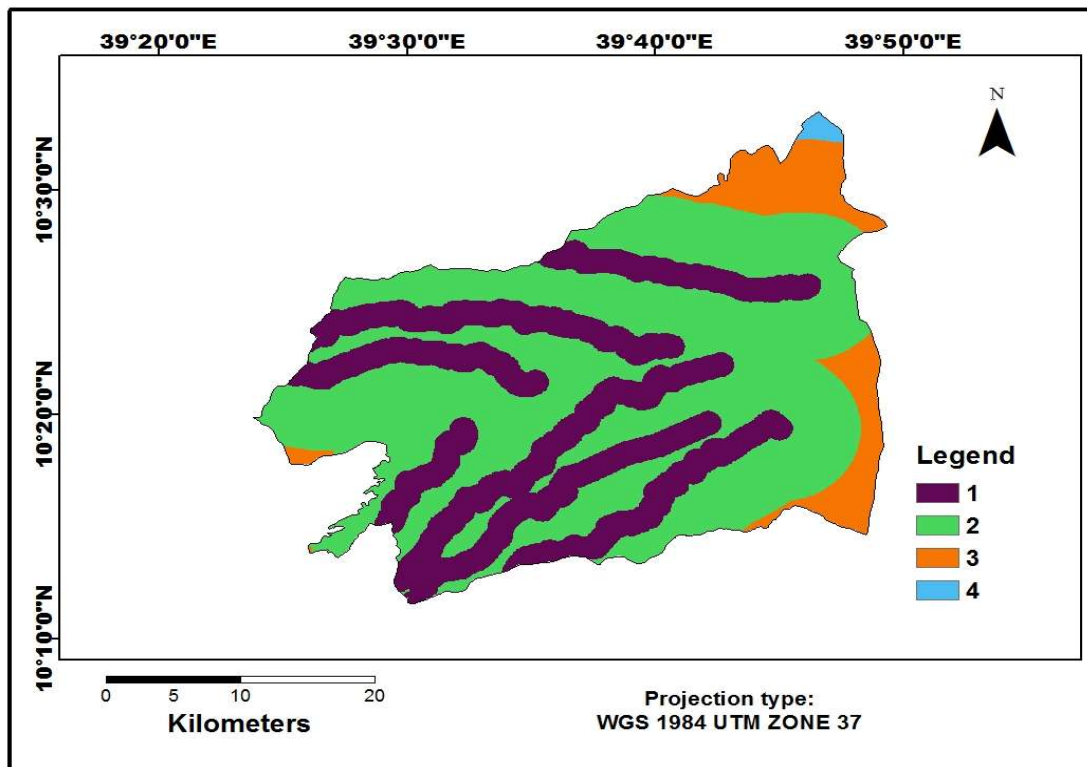 39°20'0"E 39°30'0"E 39°40'0"E 39°50'0"E
N
10°30'0"N
10°20'0"N
10°10'0"N
Legend
1
2
3
4
0 5 10 20
Kilometers
Projection type:
WGS 1984 UTM ZONE 37